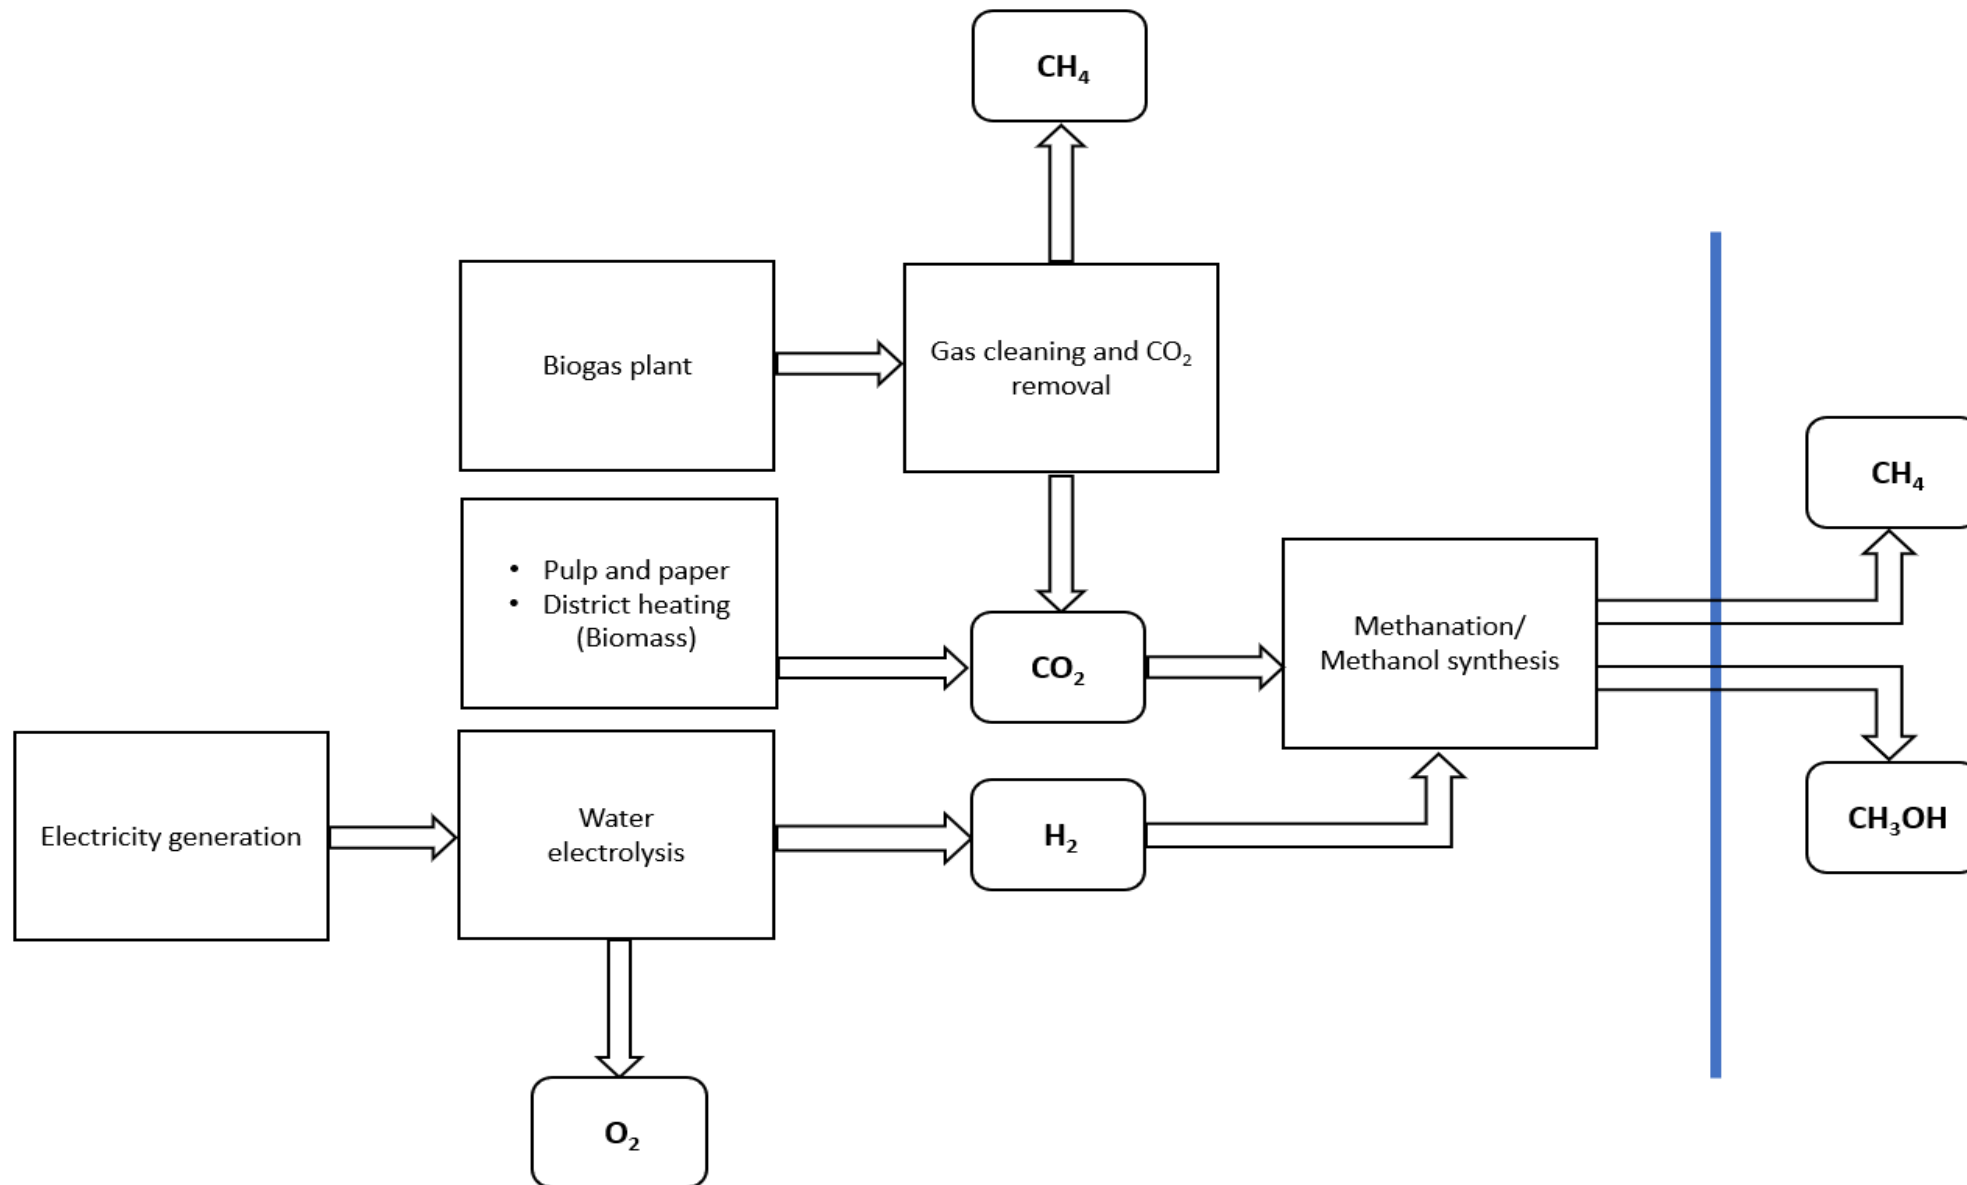 CH₄
Biogas plant
Gas cleaning and CO₂
removal
CH₄
• Pulp and paper
• District heating
(Biomass)
CO₂
Methanation/
Methanol synthesis
Electricity generation
Water
electrolysis
H₂
CH₃OH
O₂